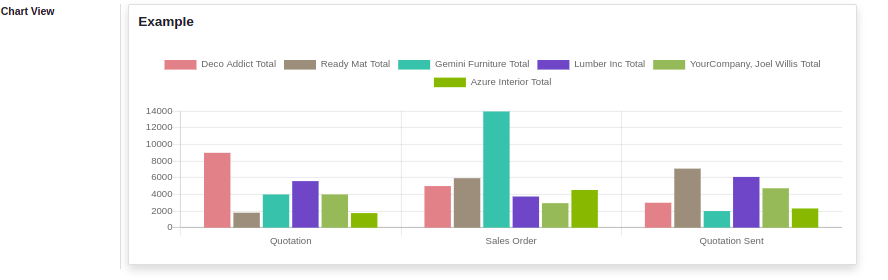 Chart View
Example
Deco Addict Total Ready Mat Total Gemini Furniture Total Lumber Inc Total YourCompany, Joel Willis Total
Azure Interior Total
14000
12000
10000
8000
6000
4000
2000
0
Quotation Sales Order Quotation Sent